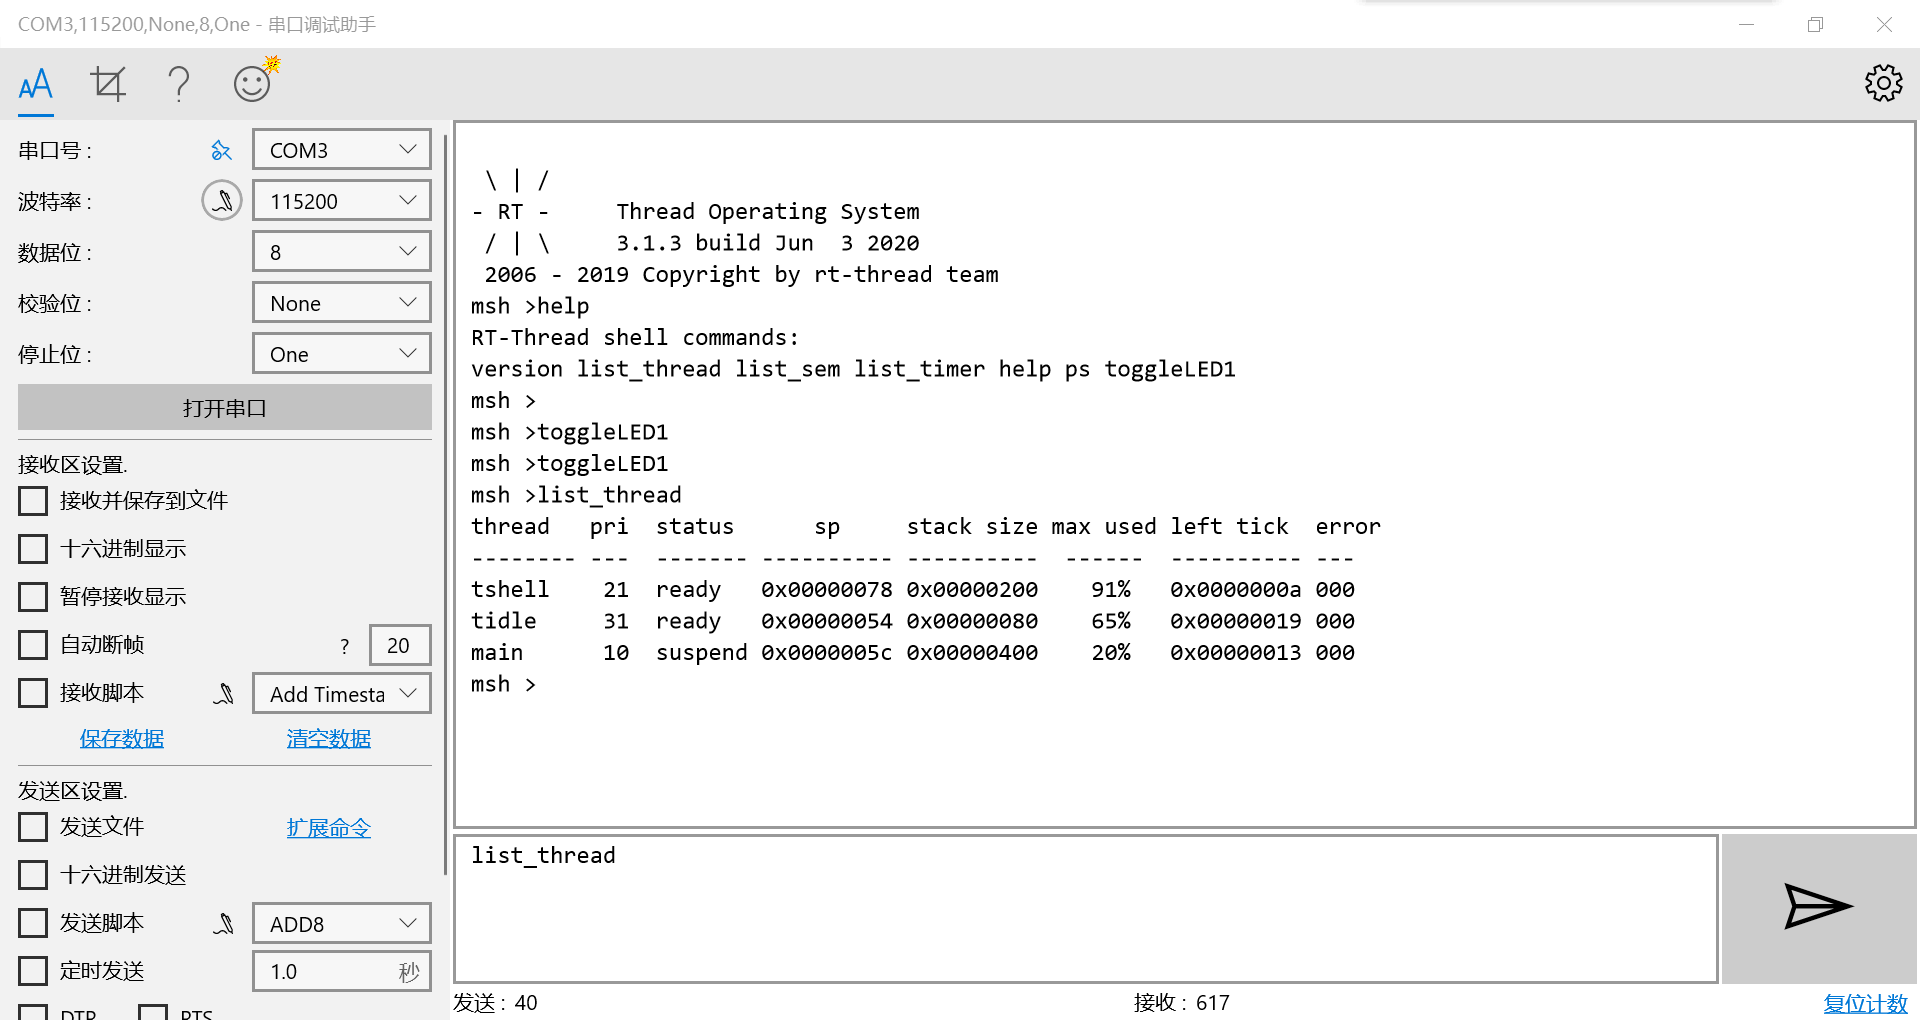 COM3,115200,None,8,One - 串口调试助手
串口号 :
COM3
波特率 :
115200
数据位 :
8
校验位 :
None
停止位 :
One
打开串口
接收区设置.
接收并保存到文件
十六进制显示
暂停接收显示
自动断帧
?
20
接收脚本
Add Timesta
保存数据
清空数据
发送区设置.
发送文件
扩展命令
十六进制发送
发送脚本
ADD8
定时发送
1.0 秒
DTR
RTS
\ | /
- RT -     Thread Operating System
/ | \     3.1.3 build Jun  3 2020
2006 - 2019 Copyright by rt-thread team
msh >help
RT-Thread shell commands:
version list_thread list_sem list_timer help ps toggleLED1
msh >
msh >toggleLED1
msh >toggleLED1
msh >list_thread
thread   pri  status      sp     stack size max used left tick  error
-------- ---  ------- ---------- ----------  ------  ---------- ---
tshell    21  ready   0x00000078 0x00000200    91%   0x0000000a 000
tidle     31  ready   0x00000054 0x00000080    65%   0x00000019 000
main      10  suspend 0x0000005c 0x00000400    20%   0x00000013 000
msh >
list_thread
发送 : 40
接收 : 617
复位计数